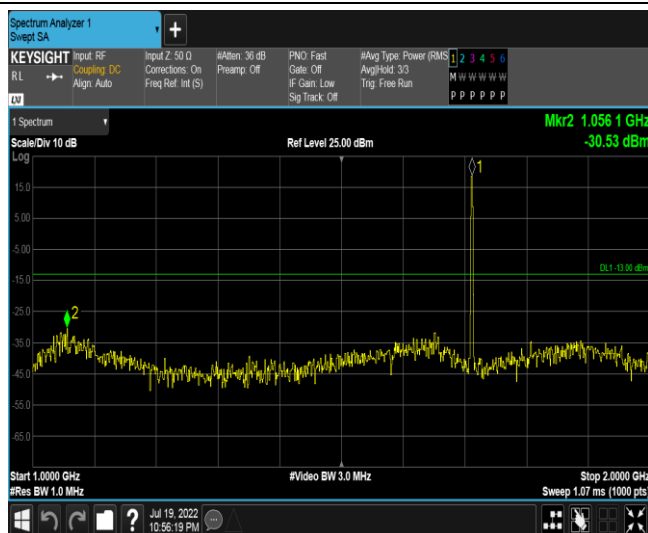 Spectrum Analyzer 1
Swept SA
+
KEYSIGHT
RL
LXI
Input: RF
Coupling: DC
Align: Auto
Input Z: 50 Ω
Corrections: On
Freq Ref: Int (S)
#Atten: 36 dB
Preamp: Off
PNO: Fast
Gate: Off
IF Gain: Low
Sig Track: Off
#Avg Type: Power (RMS
Avg|Hold: 3/3
Trig: Free Run
1 2 3 4 5 6
M W W W W W
P P P P P P
1 Spectrum
Mkr2 1.056 1 GHz
Scale/Div 10 dB
Ref Level 25.00 dBm
-30.53 dBm
Log
1
15.0
5.00
-5.00
DL1 -13.00 dBm
-15.0
-25.0
2
-35.0
-45.0
-55.0
-65.0
Start 1.0000 GHz
#Video BW 3.0 MHz
Stop 2.0000 GHz
#Res BW 1.0 MHz
Sweep 1.07 ms (1000 pts)
?
Jul 19, 2022
10:56:19 PM